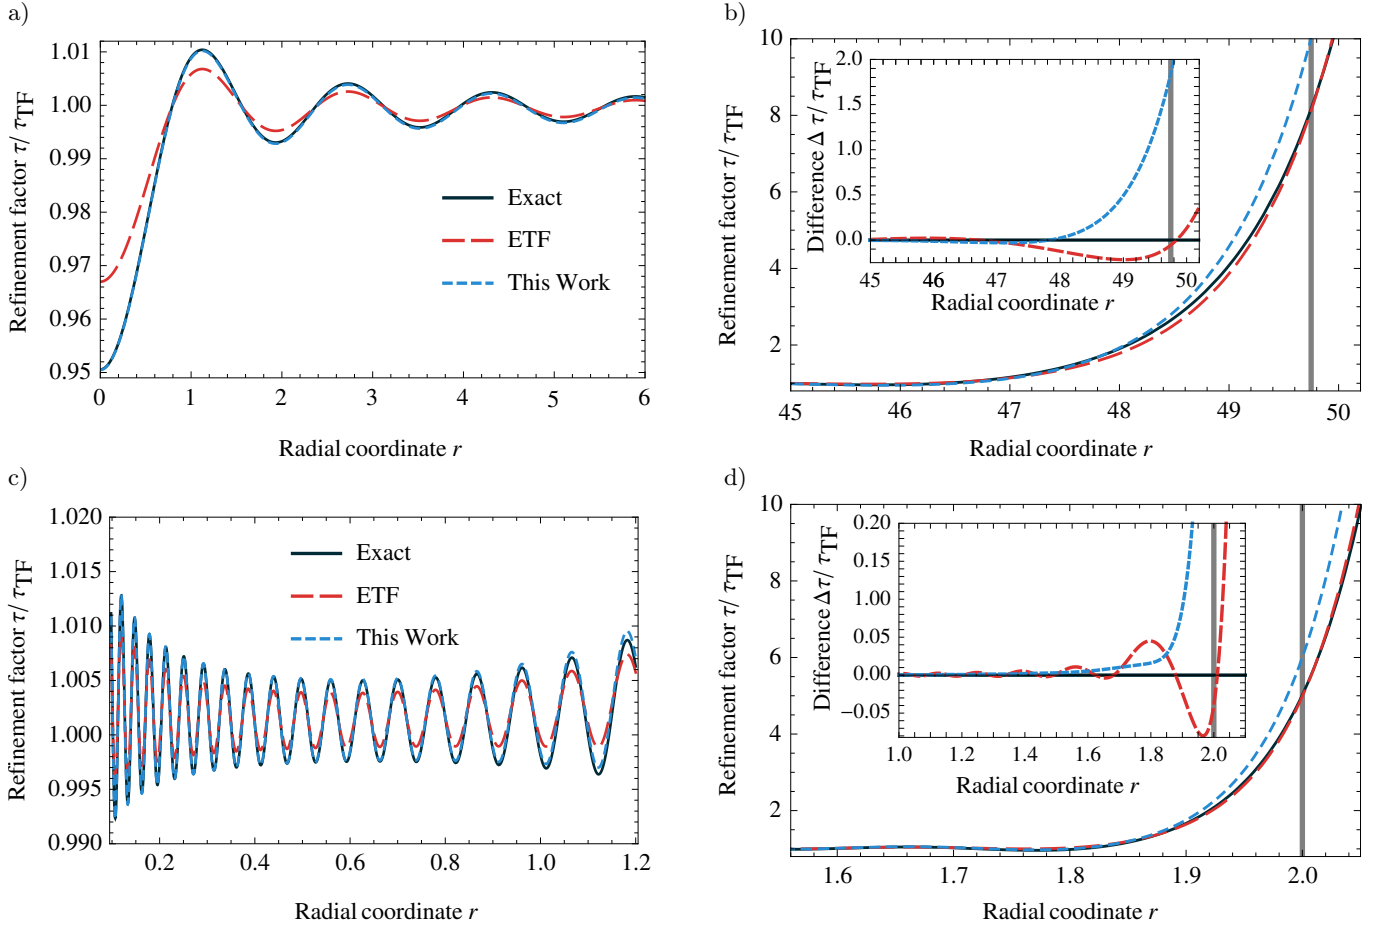 a)
Refinement factor τ/ τTF
1.01
1.00
0.99
0.98
0.97
0.96
0.95
Exact
ETF
This Work
0 1 2 3 4 5 6
Radial coordinate r
b)
Refinement factor τ/ τTF
10
8
6
4
2
Difference Δ τ/ τTF
2.0
1.5
1.0
0.5
0.0
45 46 47 48 49 50
Radial coordinate r
45 46 47 48 49 50
Radial coordinate r
c)
Refinement factor τ/ τTF
1.020
1.015
1.010
1.005
1.000
0.995
0.990
Exact
ETF
This Work
0.2 0.4 0.6 0.8 1.0 1.2
Radial coordinate r
d)
Refinement factor τ/ τTF
10
8
6
4
2
Difference Δτ/ τTF
0.20
0.15
0.10
0.05
0.00
−0.05
1.0 1.2 1.4 1.6 1.8 2.0
Radial coordinate r
1.6 1.7 1.8 1.9 2.0
Radial coodinate r